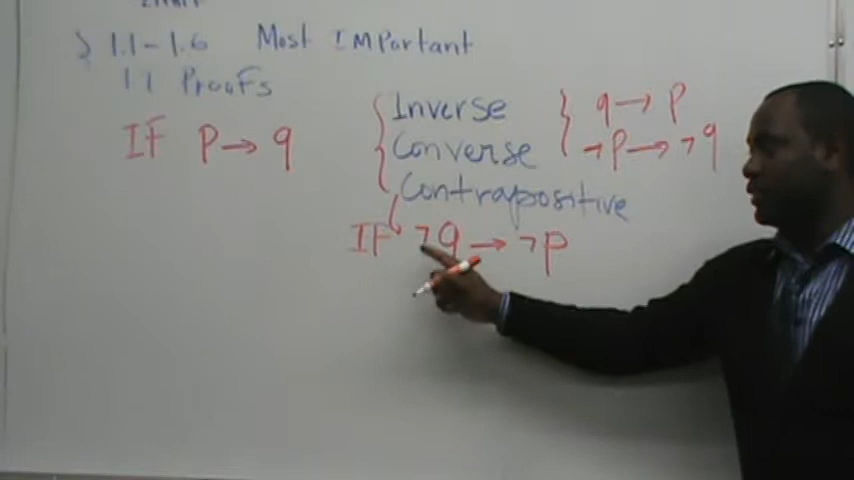 1.1-1.6 Most Important
1.1 Proofs
Inverse q → p
IF P → q Converse ¬p → ¬q
Contrapositive
IF ¬q → ¬p